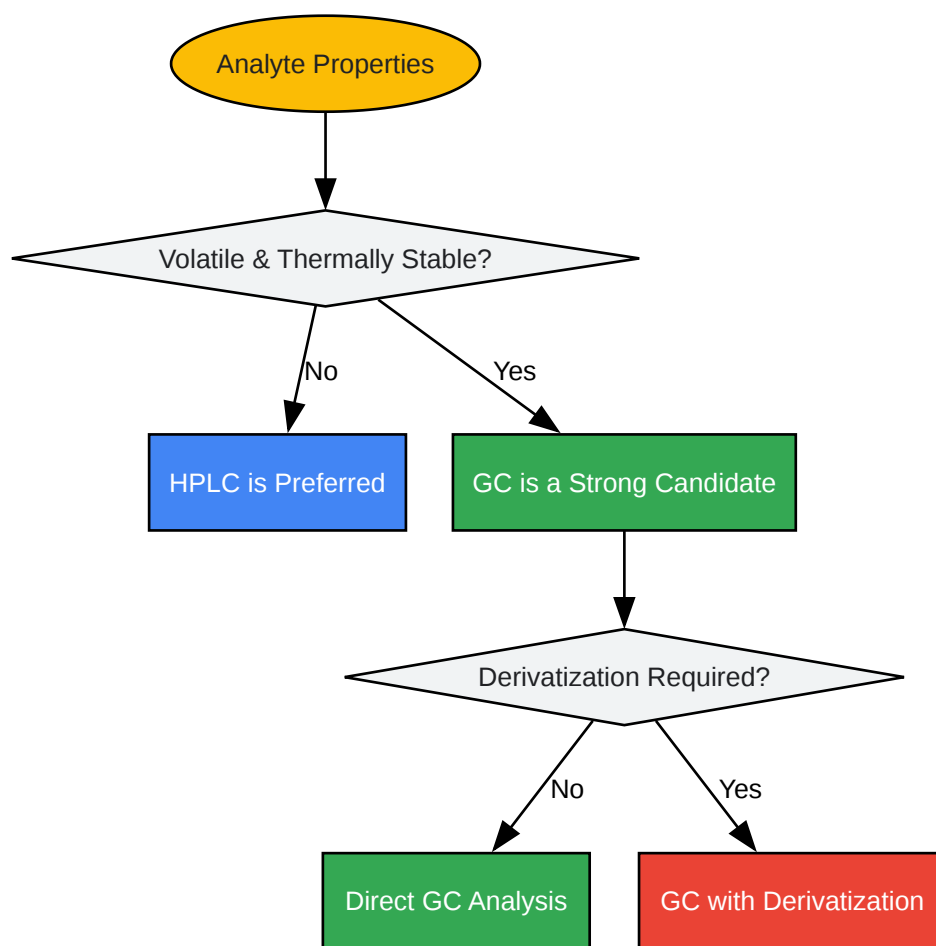 Analyte Properties
Volatile & Thermally Stable?
No
Yes
HPLC is Preferred
GC is a Strong Candidate
Derivatization Required?
No
Yes
Direct GC Analysis
GC with Derivatization